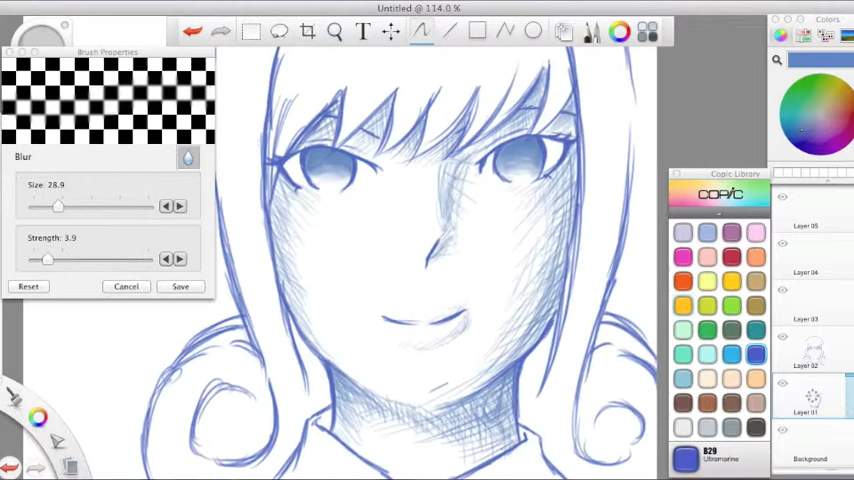 Untitled @ 114.0 %
T
Brush Properties
Blur
Size: 28.9
Strength: 3.9
Reset
Cancel
Save
Colors
Copic Library
COPIC
B29
Ultramarine
Layer 05
Layer 04
Layer 03
Layer 02
Layer 01
Background